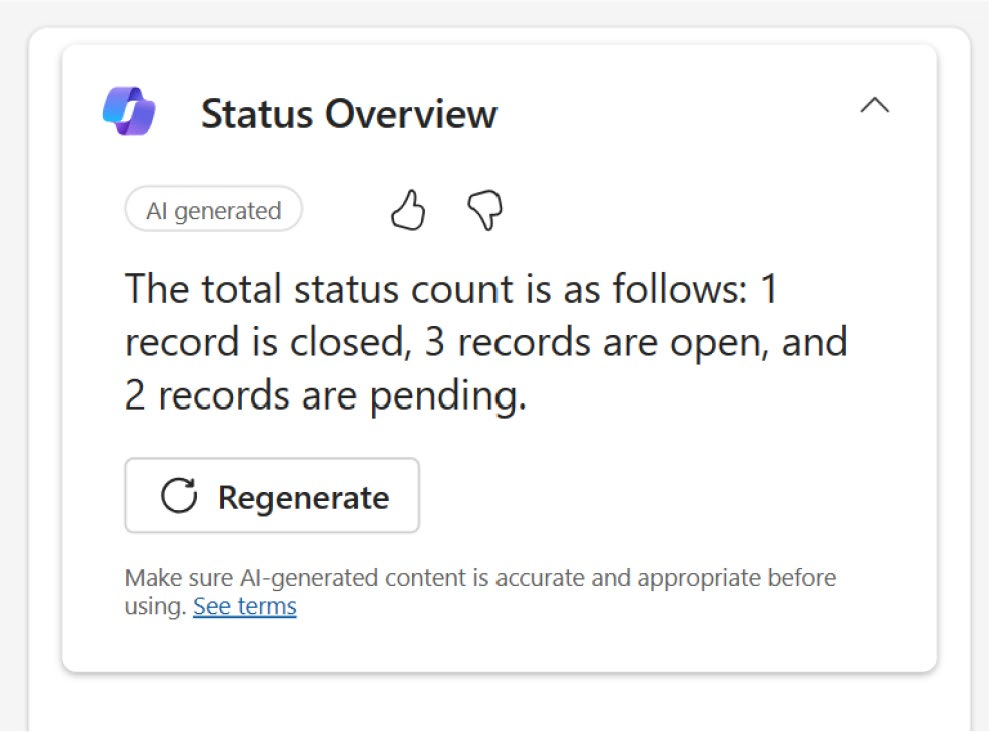 Status Overview
AI generated
The total status count is as follows: 1
record is closed, 3 records are open, and
2 records are pending.
Regenerate
Make sure AI-generated content is accurate and appropriate before
using. See terms